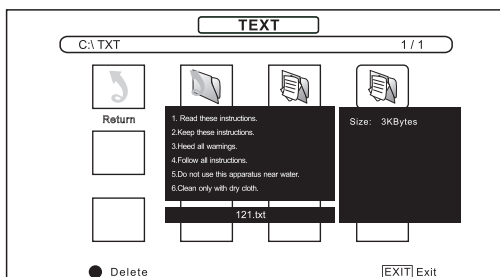 TEXT
C:\ TXT 1 / 1
Return
1. Read these instructions.
2.Keep these instructions.
3.Heed all warnings.
4.Follow all instructions.
5.Do not use this apparatus near water.
6.Clean only with dry cloth.
Size: 3KBytes
121.txt
Delete EXIT Exit